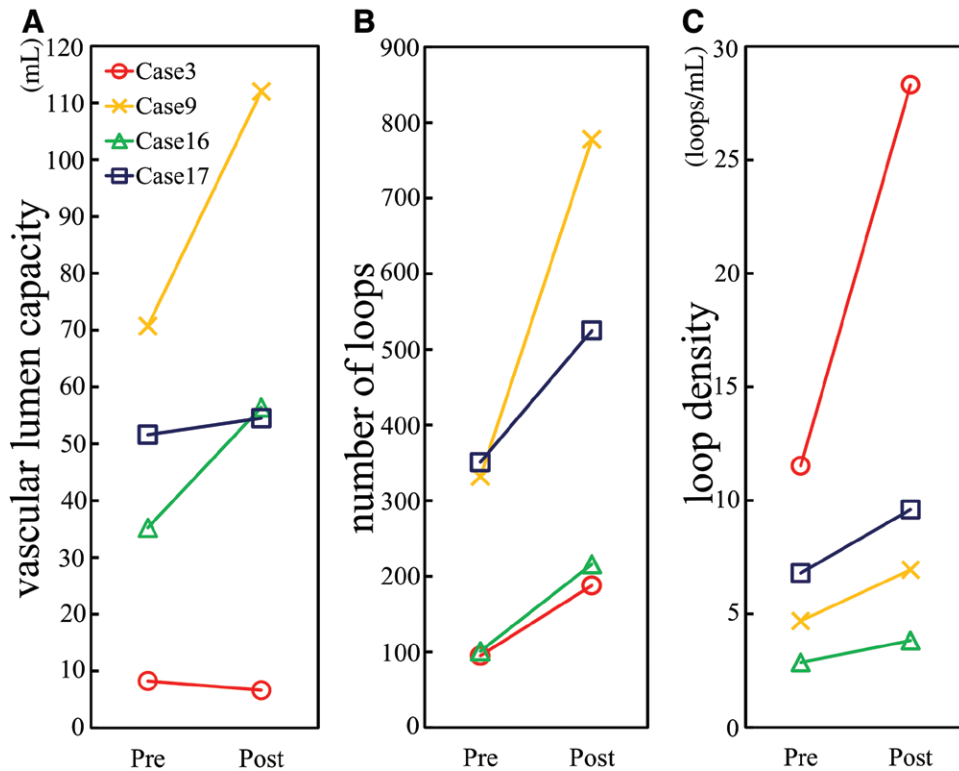 A
vascular lumen capacity (mL)
120
110
100
90
80
70
60
50
40
30
20
10
0
Case3
Case9
Case16
Case17
Pre Post
B
number of loops
900
800
700
600
500
400
300
200
100
0
Pre Post
C
loop density (loops/mL)
30
25
20
15
10
5
0
Pre Post